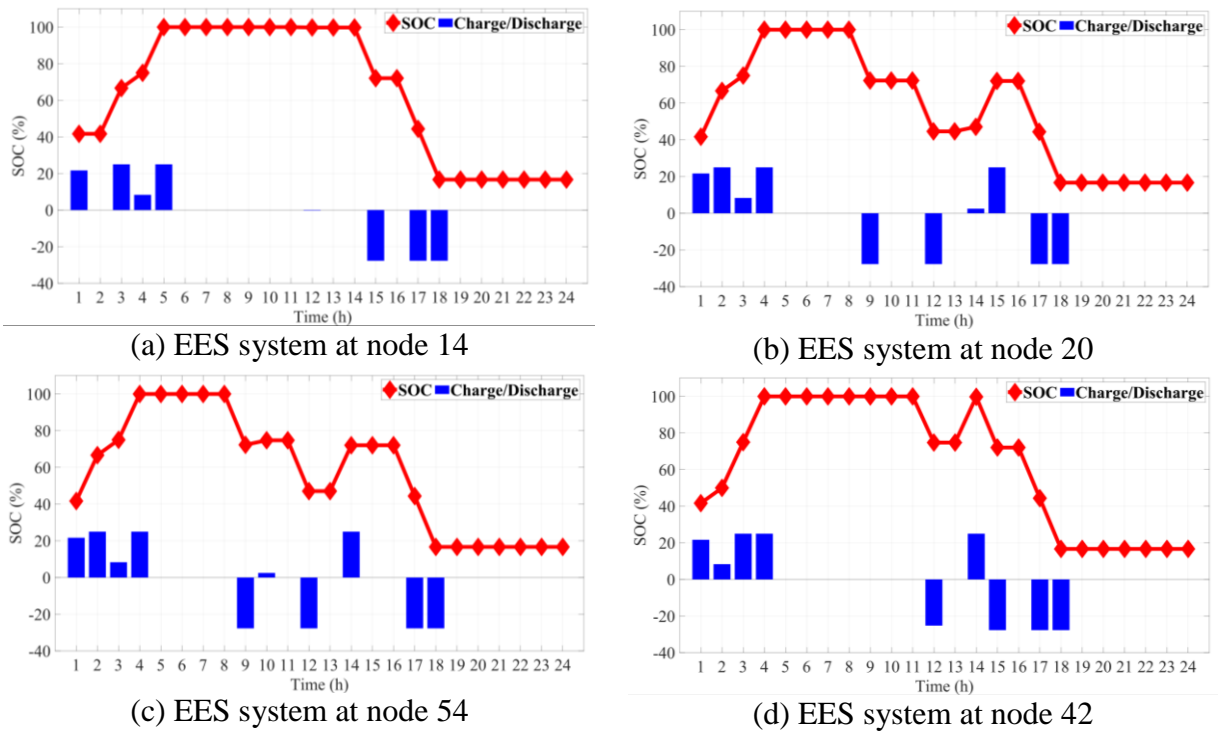 100
80
60
40
20
0
-20
-40
SOC (%)
SOC Charge/Discharge
1 2 3 4 5 6 7 8 9 10 11 12 13 14 15 16 17 18 19 20 21 22 23 24
Time (h)
(a) EES system at node 14
100
80
60
40
20
0
-20
-40
SOC (%)
SOC Charge/Discharge
1 2 3 4 5 6 7 8 9 10 11 12 13 14 15 16 17 18 19 20 21 22 23 24
Time (h)
(b) EES system at node 20
100
80
60
40
20
0
-20
-40
SOC (%)
SOC Charge/Discharge
1 2 3 4 5 6 7 8 9 10 11 12 13 14 15 16 17 18 19 20 21 22 23 24
Time (h)
(c) EES system at node 54
100
80
60
40
20
0
-20
-40
SOC (%)
SOC Charge/Discharge
1 2 3 4 5 6 7 8 9 10 11 12 13 14 15 16 17 18 19 20 21 22 23 24
Time (h)
(d) EES system at node 42